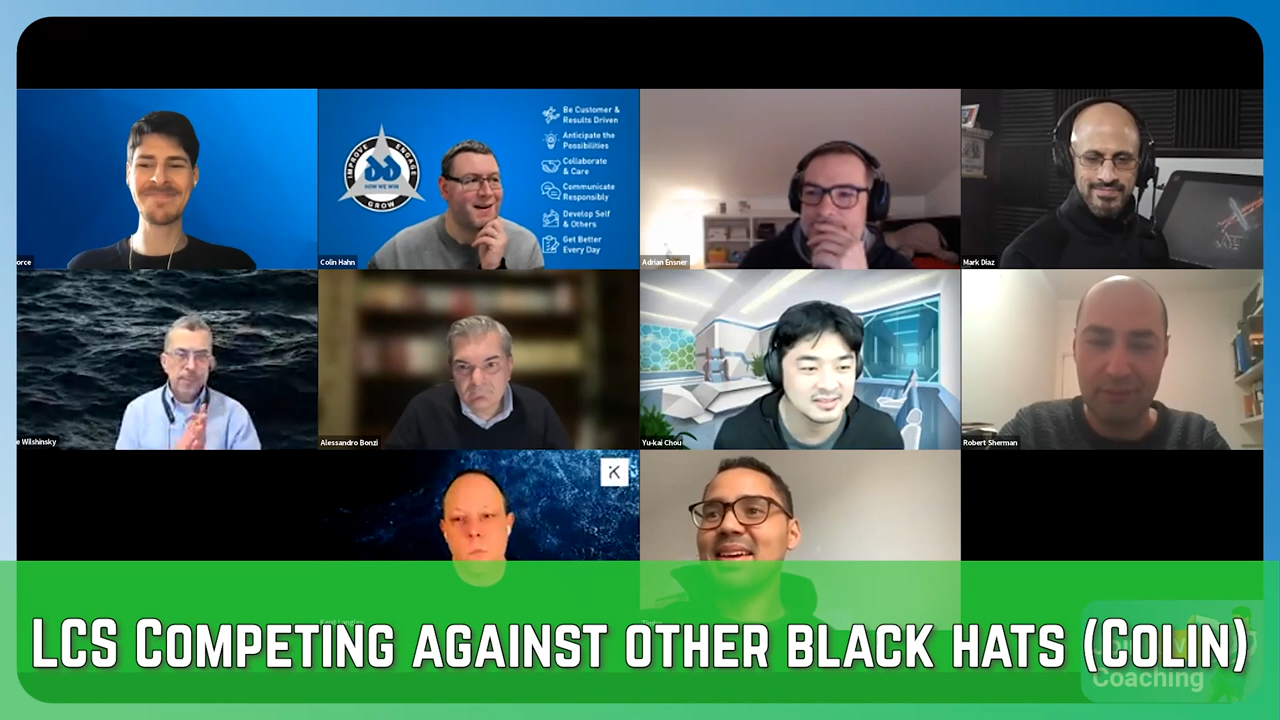 IMPROVE
ENGAGE
HOW WE WIN
GROW
Be Customer &
Results Driven
Anticipate the
Possibilities
Collaborate
& Care
Communicate
Responsibly
Develop Self
& Others
Get Better
Every Day
orce
Colin Hahn
Adrian Ensner
Mark Diaz
e Wilshinsky
Alessandro Bonzi
Yu-kai Chou
Robert Sherman
LCS Competing against other black hats (Colin)
Coaching